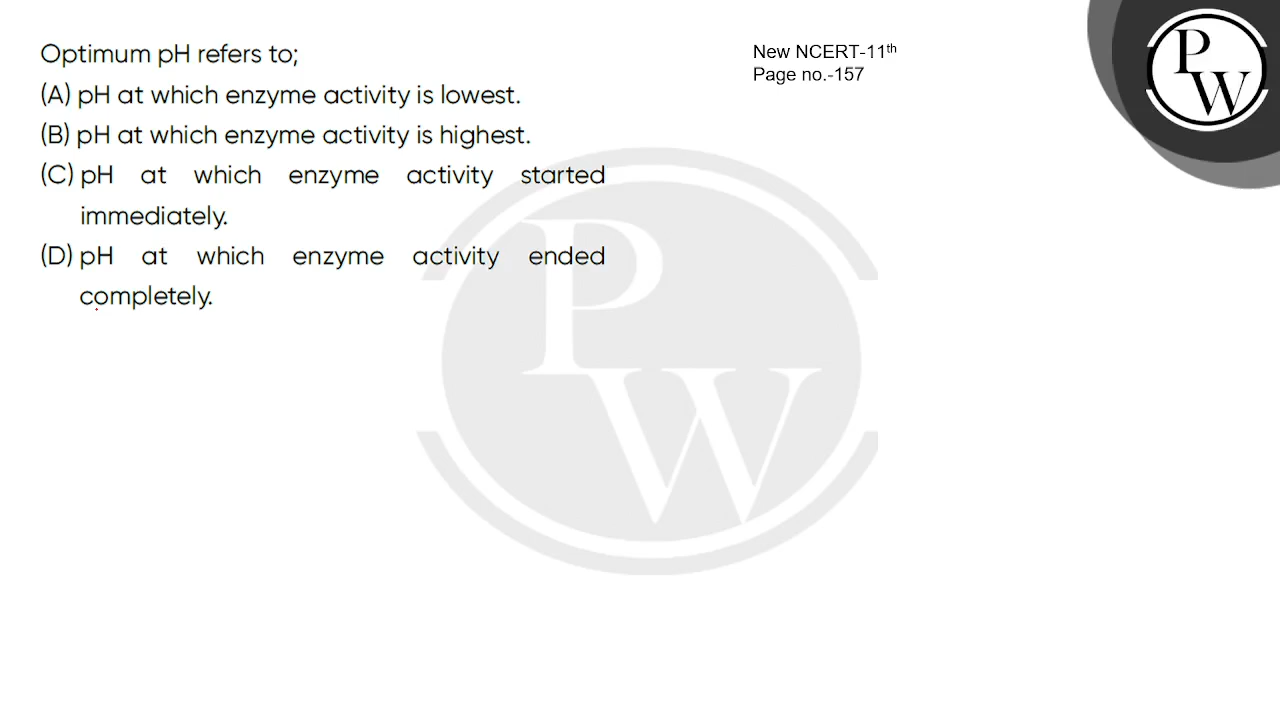 Optimum pH refers to;
(A) pH at which enzyme activity is lowest.
(B) pH at which enzyme activity is highest.
(C) pH at which enzyme activity started
immediately.
(D) pH at which enzyme activity ended
completely.
New NCERT-11th
Page no.-157
PW
PW